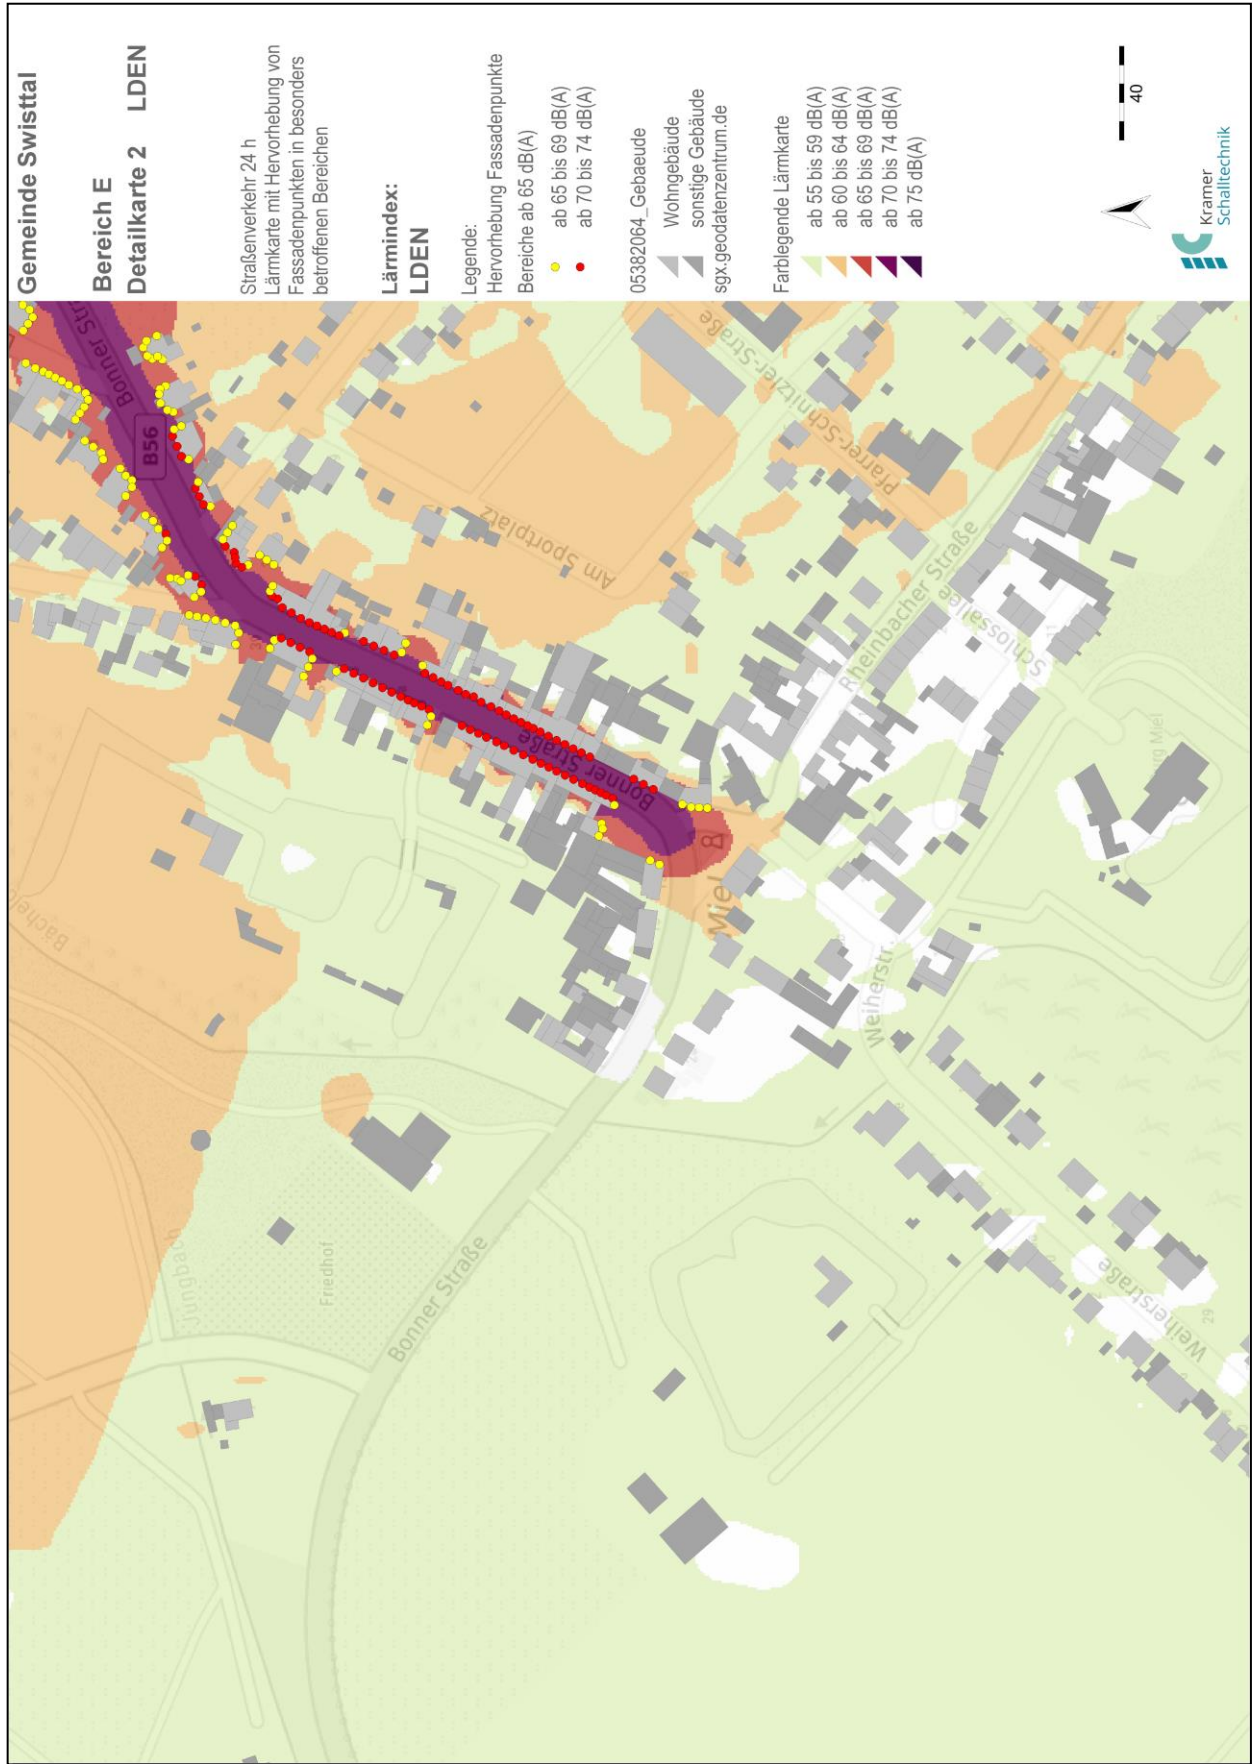 Gemeinde Swisttal
Bereich E
Detailkarte 2 LDEN
Straßenverkehr 24 h
Lärmkarte mit Hervorhebung von
Fassadenpunkten in besonders
betroffenen Bereichen
Lärmindex:
LDEN
Legende:
Hervorhebung Fassadenpunkte
Bereiche ab 65 dB(A)
ab 65 bis 69 dB(A)
ab 70 bis 74 dB(A)
05382064_Gebaeude
Wohngebäude
sonstige Gebäude
sgx.geodatenzentrum.de
Farblegende Lärmkarte
ab 55 bis 59 dB(A)
ab 60 bis 64 dB(A)
ab 65 bis 69 dB(A)
ab 70 bis 74 dB(A)
ab 75 dB(A)
40
Kramer
Schalltechnik
Bonner Str
B56
Am Sportplatz
Pfarrer-Schnitzler-Straße
Rheinbacher Straße
Schlossallee
11
Bonner Straße
Miel
Weiherstr.
Jungbach
Friedhof
Bonner Straße
Weiherstraße
29